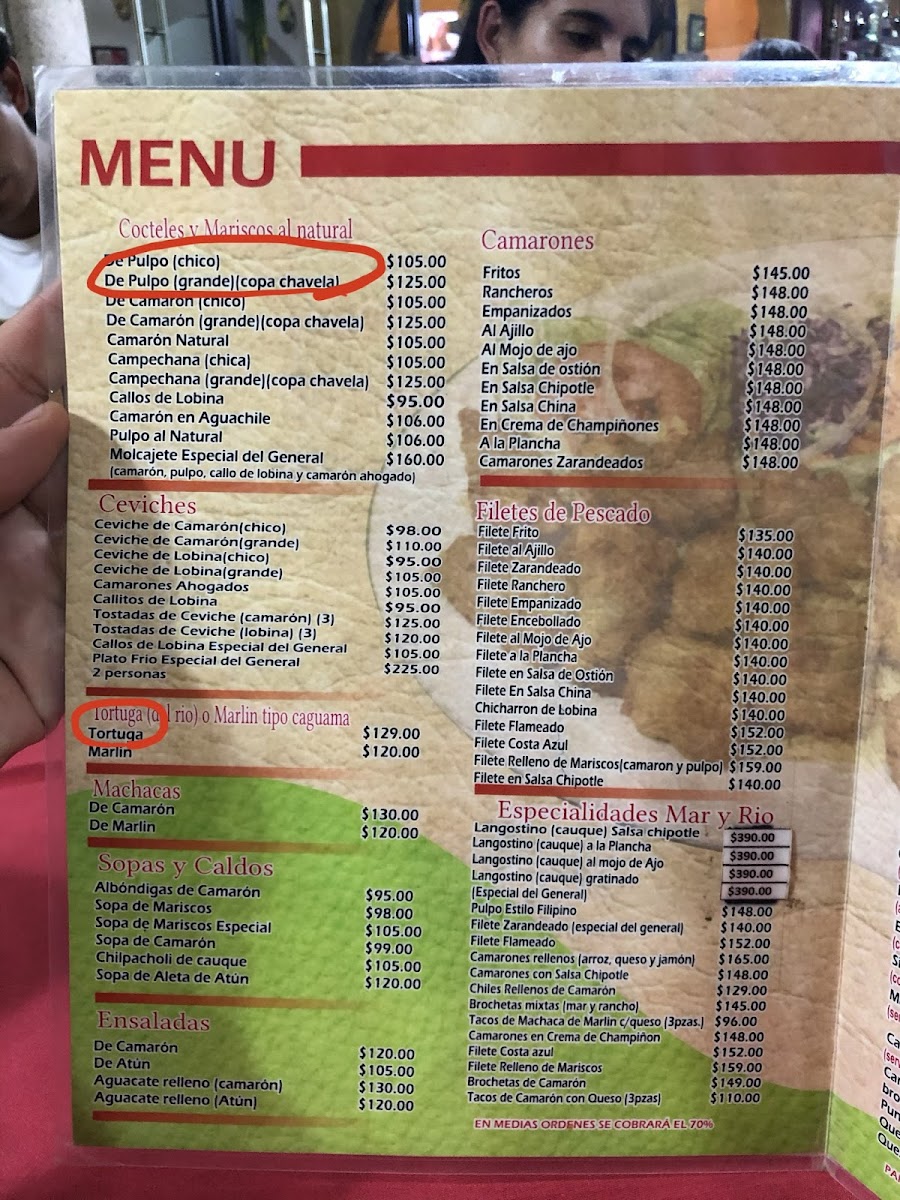 MENU
Cocteles y Mariscos al natural
De Pulpo (chico) $105.00
De Pulpo (grande)(copa chavela) $125.00
De Camarón (chico) $105.00
De Camarón (grande)(copa chavela) $125.00
Camarón Natural $105.00
Campechana (chica) $105.00
Campechana (grande)(copa chavela) $125.00
Callos de Lobina $95.00
Camarón en Aguachile $106.00
Pulpo al Natural $106.00
Molcajete Especial del General $160.00
(camarón, pulpo, callo de lobina y camarón ahogado)
Ceviches
Ceviche de Camarón(chico) $98.00
Ceviche de Camarón(grande) $110.00
Ceviche de Lobina(chico) $95.00
Ceviche de Lobina(grande) $105.00
Camarones Ahogados $105.00
Callitos de Lobina $95.00
Tostadas de Ceviche (camarón) (3) $125.00
Tostadas de Ceviche (lobina) (3) $120.00
Callos de Lobina Especial del General $105.00
Plato Frio Especial del General $225.00
2 personas
Tortuga (del rio) o Marlin tipo caguama
Tortuga $129.00
Marlin $120.00
Machacas
De Camarón $130.00
De Marlin $120.00
Sopas y Caldos
Albóndigas de Camarón $95.00
Sopa de Mariscos $98.00
Sopa de Mariscos Especial $105.00
Sopa de Camarón $99.00
Chilpacholi de cauque $105.00
Sopa de Aleta de Atún $120.00
Ensaladas
De Camarón $120.00
De Atún $105.00
Aguacate relleno (camarón) $130.00
Aguacate relleno (Atún) $120.00
Camarones
Fritos $145.00
Rancheros $148.00
Empanizados $148.00
Al Ajillo $148.00
Al Mojo de ajo $148.00
En Salsa de ostión $148.00
En Salsa Chipotle $148.00
En Salsa China $148.00
En Crema de Champiñones $148.00
A la Plancha $148.00
Camarones Zarandeados $148.00
Filetes de Pescado
Filete Frito $135.00
Filete al Ajillo $140.00
Filete Zarandeado $140.00
Filete Ranchero $140.00
Filete Empanizado $140.00
Filete Encebollado $140.00
Filete al Mojo de Ajo $140.00
Filete a la Plancha $140.00
Filete en Salsa de Ostión $140.00
Filete En Salsa China $140.00
Chicharron de Lobina $140.00
Filete Flameado $152.00
Filete Costa Azul $152.00
Filete Relleno de Mariscos(camaron y pulpo) $159.00
Filete en Salsa Chipotle $140.00
Especialidades Mar y Rio
Langostino (cauque) Salsa chipotle $390.00
Langostino (cauque) a la Plancha $390.00
Langostino (cauque) al mojo de Ajo $390.00
Langostino (cauque) gratinado $390.00
(Especial del General)
Pulpo Estilo Filipino $148.00
Filete Zarandeado (especial del general) $140.00
Filete Flameado $152.00
Camarones rellenos (arroz, queso y jamón) $165.00
Camarones con Salsa Chipotle $148.00
Chiles Rellenos de Camarón $129.00
Brochetas mixtas (mar y rancho) $145.00
Tacos de Machaca de Marlin c/queso (3pzas.) $96.00
Camarones en Crema de Champiñon $148.00
Filete Costa azul $152.00
Filete Relleno de Mariscos $159.00
Brochetas de Camarón $149.00
Tacos de Camarón con Queso (3pzas) $110.00
EN MEDIAS ORDENES SE COBRARÁ EL 70%